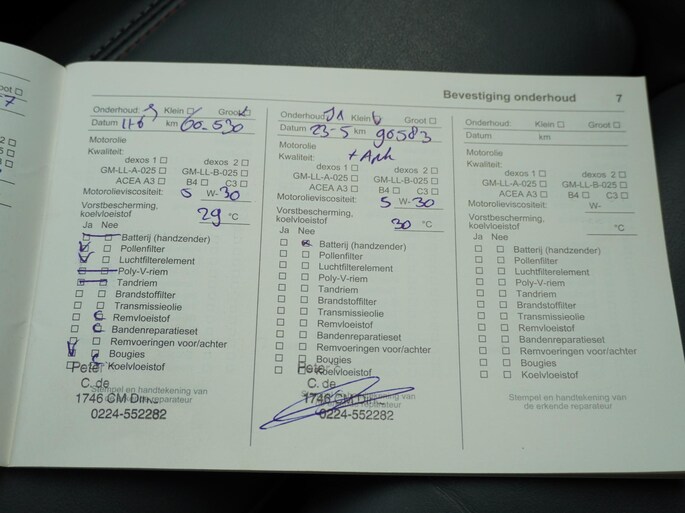 Bevestiging onderhoud 7
Onderhoud: Klein Groot
Datum 11-6 km 60-530
Motorolie
Kwaliteit:
dexos 1 dexos 2
GM-LL-A-025 GM-LL-B-025
ACEA A3 B4 C3
Motorolieviscositeit: 5 W- 30
Vorstbescherming,
koelvloeistof 29 °C
Ja Nee
Batterij (handzender)
Pollenfilter
Luchtfilterelement
Poly-V-riem
Tandriem
Brandstoffilter
Transmissieolie
Remvloeistof
Bandenreparatieset
Remvoeringen voor/achter
Bougies
Koelvloeistof
Stempel en handtekening van
de erkende reparateur
Peter
C. de
1746 CM
0224-552282
Onderhoud: Klein Groot
Datum 23-5 km 90583
Motorolie
Kwaliteit:
dexos 1 dexos 2
GM-LL-A-025 GM-LL-B-025
ACEA A3 B4 C3
Motorolieviscositeit: 5 W- 30
Vorstbescherming,
koelvloeistof 30 °C
Ja Nee
Batterij (handzender)
Pollenfilter
Luchtfilterelement
Poly-V-riem
Tandriem
Brandstoffilter
Transmissieolie
Remvloeistof
Bandenreparatieset
Remvoeringen voor/achter
Bougies
Koelvloeistof
Peter
C. de
1746 CM
0224-552282
Onderhoud: Klein Groot
Datum km
Motorolie
Kwaliteit:
dexos 1 dexos 2
GM-LL-A-025 GM-LL-B-025
ACEA A3 B4 C3
Motorolieviscositeit: W-
Vorstbescherming,
koelvloeistof °C
Ja Nee
Batterij (handzender)
Pollenfilter
Luchtfilterelement
Poly-V-riem
Tandriem
Brandstoffilter
Transmissieolie
Remvloeistof
Bandenreparatieset
Remvoeringen voor/achter
Bougies
Koelvloeistof
Stempel en handtekening van
de erkende reparateur